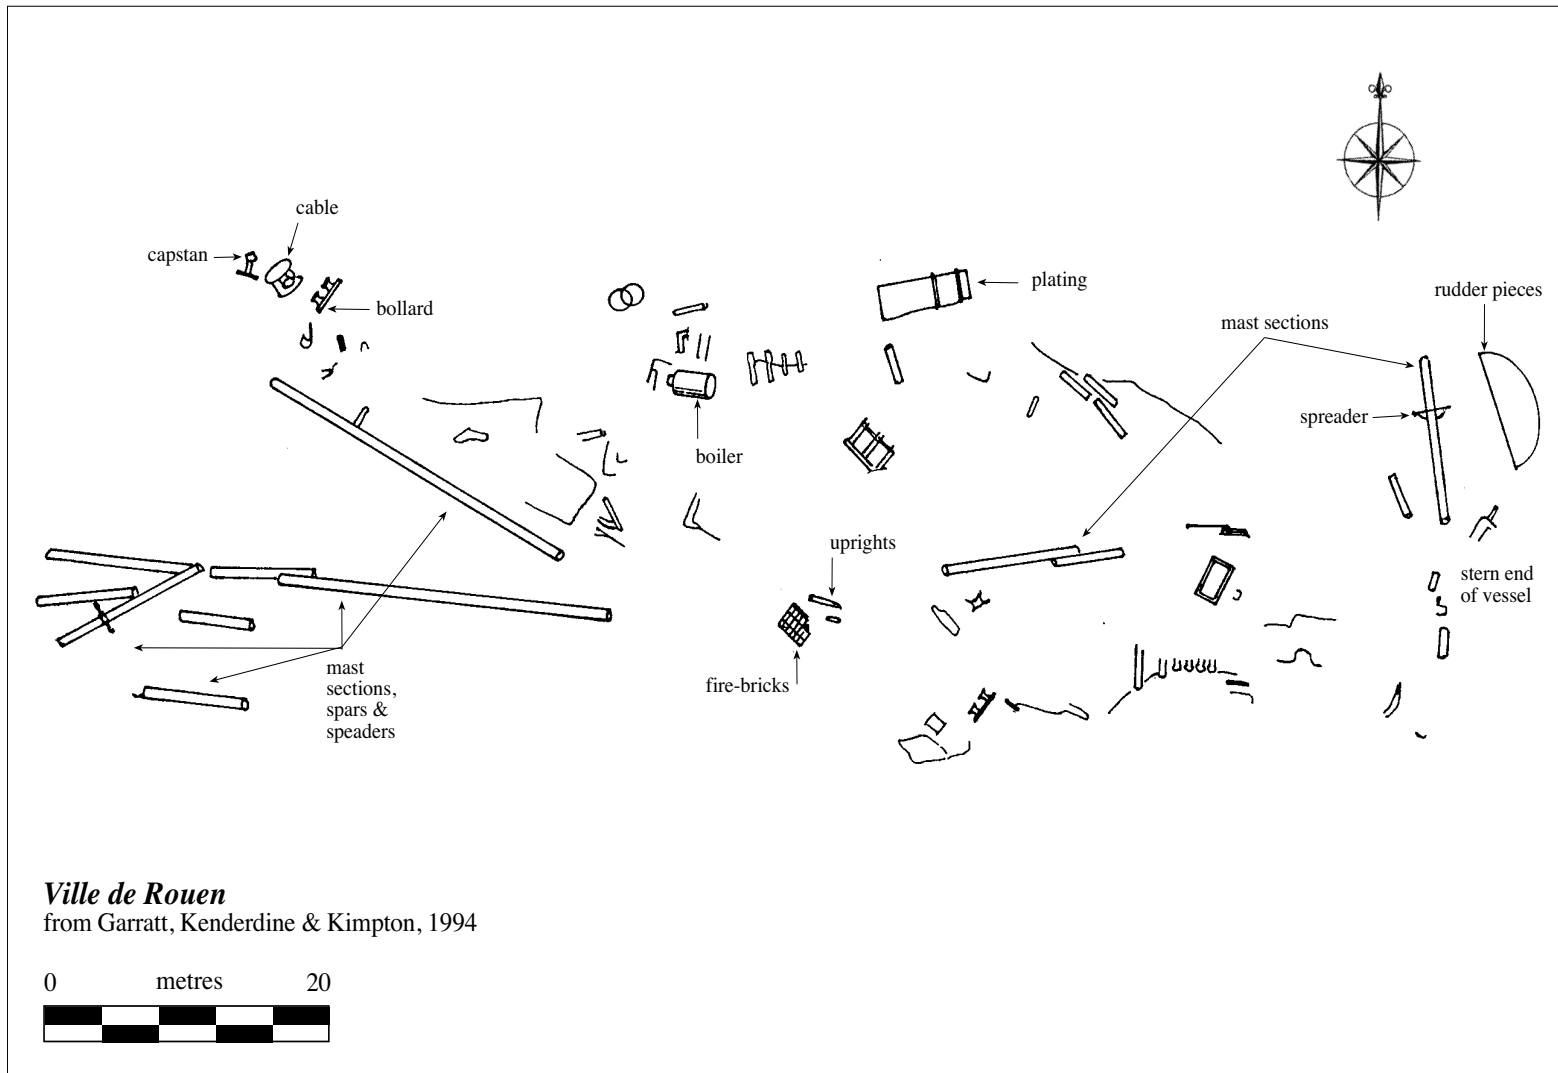 cable
capstan
bollard
plating
rudder pieces
mast sections
spreader
boiler
uprights
stern end
of vessel
fire-bricks
mast
sections,
spars &
speaders
Ville de Rouen
from Garratt, Kenderdine & Kimpton, 1994
0 metres 20